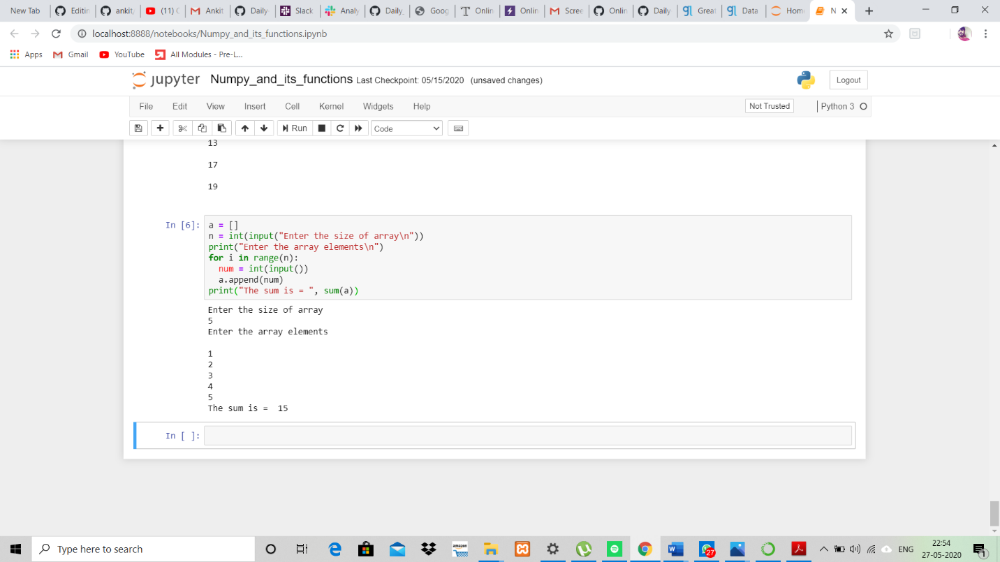 New Tab Editin ankit/ (11) C Ankit Daily- Slack Analy Daily_ Goog Onlin Onlin Scree Onlin Daily Great Data Home N
localhost:8888/notebooks/Numpy_and_its_functions.ipynb
Apps Gmail YouTube All Modules - Pre-L...
jupyter Numpy_and_its_functions Last Checkpoint: 05/15/2020 (unsaved changes) Logout
File Edit View Insert Cell Kernel Widgets Help Not Trusted Python 3
Run Code
13
17
19
In [6]: a = []
n = int(input("Enter the size of array\n"))
print("Enter the array elements\n")
for i in range(n):
num = int(input())
a.append(num)
print("The sum is = ", sum(a))
Enter the size of array
5
Enter the array elements
1
2
3
4
5
The sum is =  15
In [ ]:
Type here to search amazon 27 ENG 22:54
27-05-2020 1